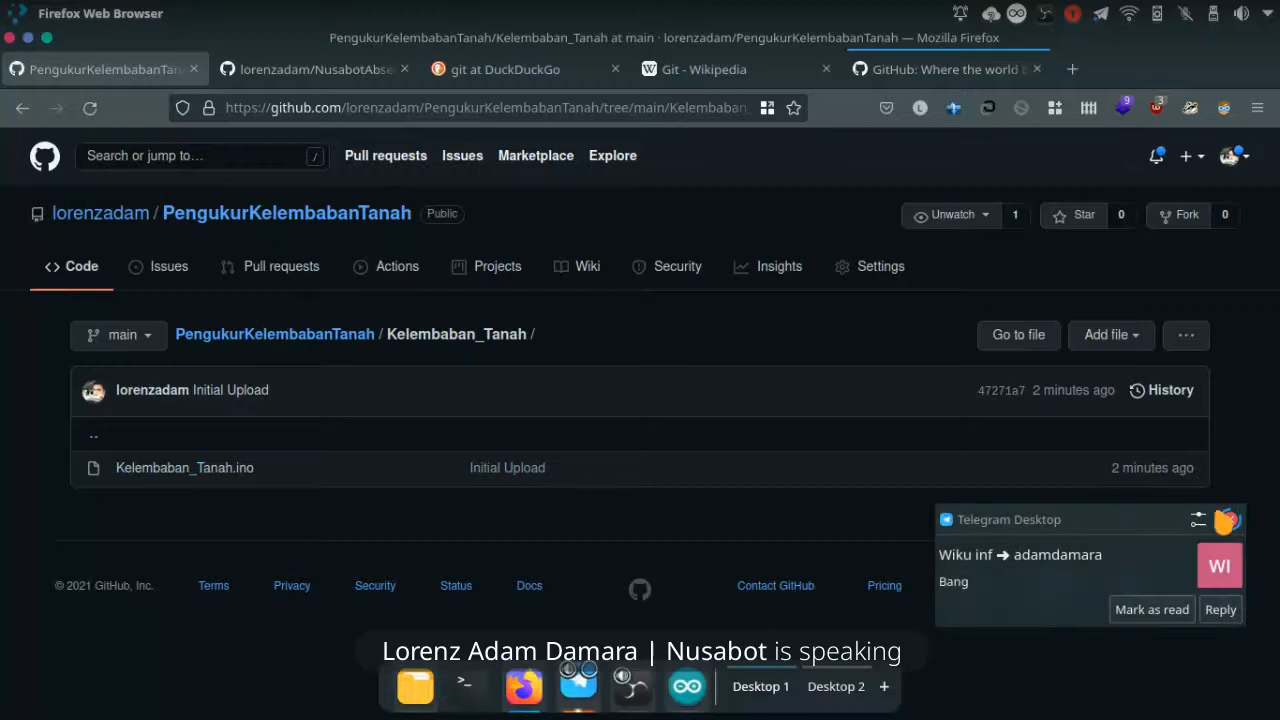 Firefox Web Browser
PengukurKelembabanTanah/Kelembaban_Tanah at main · lorenzadam/PengukurKelembabanTanah — Mozilla Firefox
PengukurKelembabanTan
lorenzadam/NusabotAbse
git at DuckDuckGo
Git - Wikipedia
GitHub: Where the world b
https://github.com/lorenzadam/PengukurKelembabanTanah/tree/main/Kelembaban_
9
3
Search or jump to…
/
Pull requests
Issues
Marketplace
Explore
lorenzadam / PengukurKelembabanTanah
Public
Unwatch
1
Star
0
Fork
0
Code
Issues
Pull requests
Actions
Projects
Wiki
Security
Insights
Settings
main
PengukurKelembabanTanah / Kelembaban_Tanah /
Go to file
Add file
...
lorenzadam Initial Upload
47271a7 2 minutes ago
History
..
Kelembaban_Tanah.ino
Initial Upload
2 minutes ago
Telegram Desktop
Wiku inf ➔ adamdamara
Bang
WI
Mark as read
Reply
© 2021 GitHub, Inc.
Terms
Privacy
Security
Status
Docs
Contact GitHub
Pricing
Lorenz Adam Damara | Nusabot is speaking
Desktop 1
Desktop 2
+